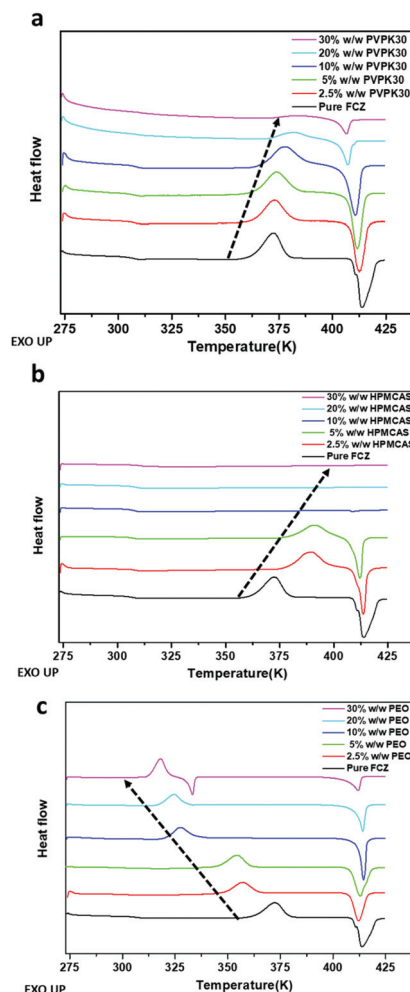 a
30% w/w PVPK30
20% w/w PVPK30
10% w/w PVPK30
5% w/w PVPK30
2.5% w/w PVPK30
Pure FCZ
Heat flow
275 300 325 350 375 400 425
EXO UP
Temperature(K)
b
30% w/w HPMCAS
20% w/w HPMCAS
10% w/w HPMCAS
5% w/w HPMCAS
2.5% w/w HPMCAS
Pure FCZ
Heat flow
275 300 325 350 375 400 425
EXO UP
Temperature(K)
c
30% w/w PEO
20% w/w PEO
10% w/w PEO
5% w/w PEO
2.5% w/w PEO
Pure FCZ
Heat flow
275 300 325 350 375 400 425
Temperature(K)
EXO UP